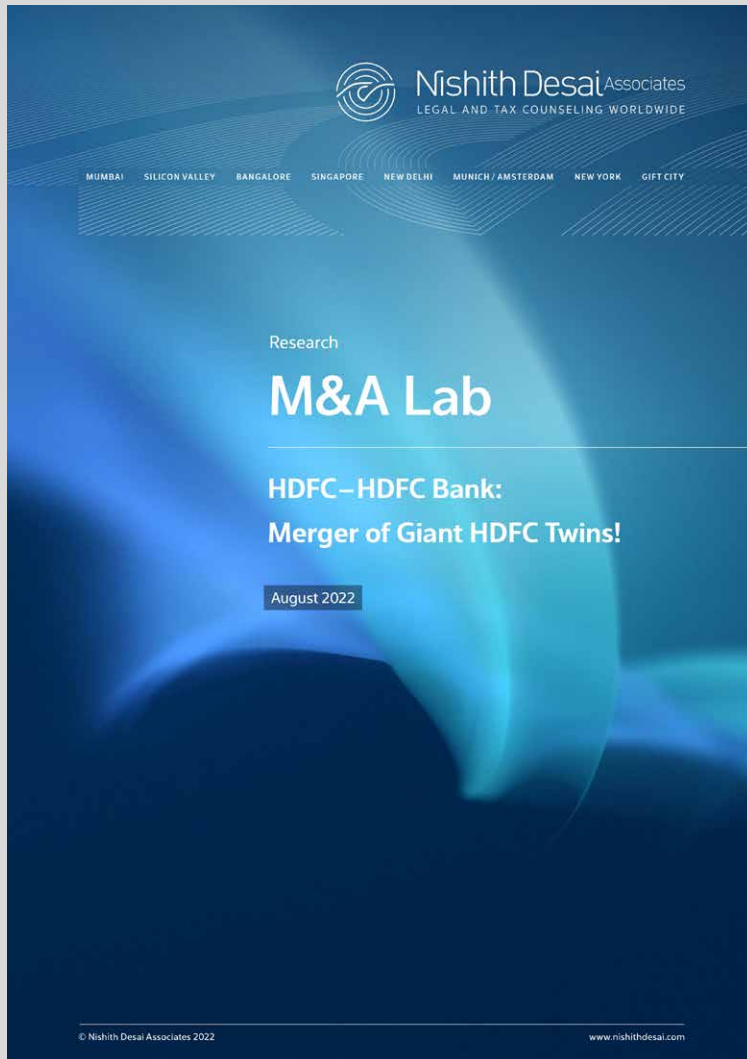 Nishith Desai Associates
LEGAL AND TAX COUNSELING WORLDWIDE
MUMBAI SILICON VALLEY BANGALORE SINGAPORE NEW DELHI MUNICH / AMSTERDAM NEW YORK GIFT CITY
Research
M&A Lab
HDFC–HDFC Bank:
Merger of Giant HDFC Twins!
August 2022
© Nishith Desai Associates 2022 www.nishithdesai.com